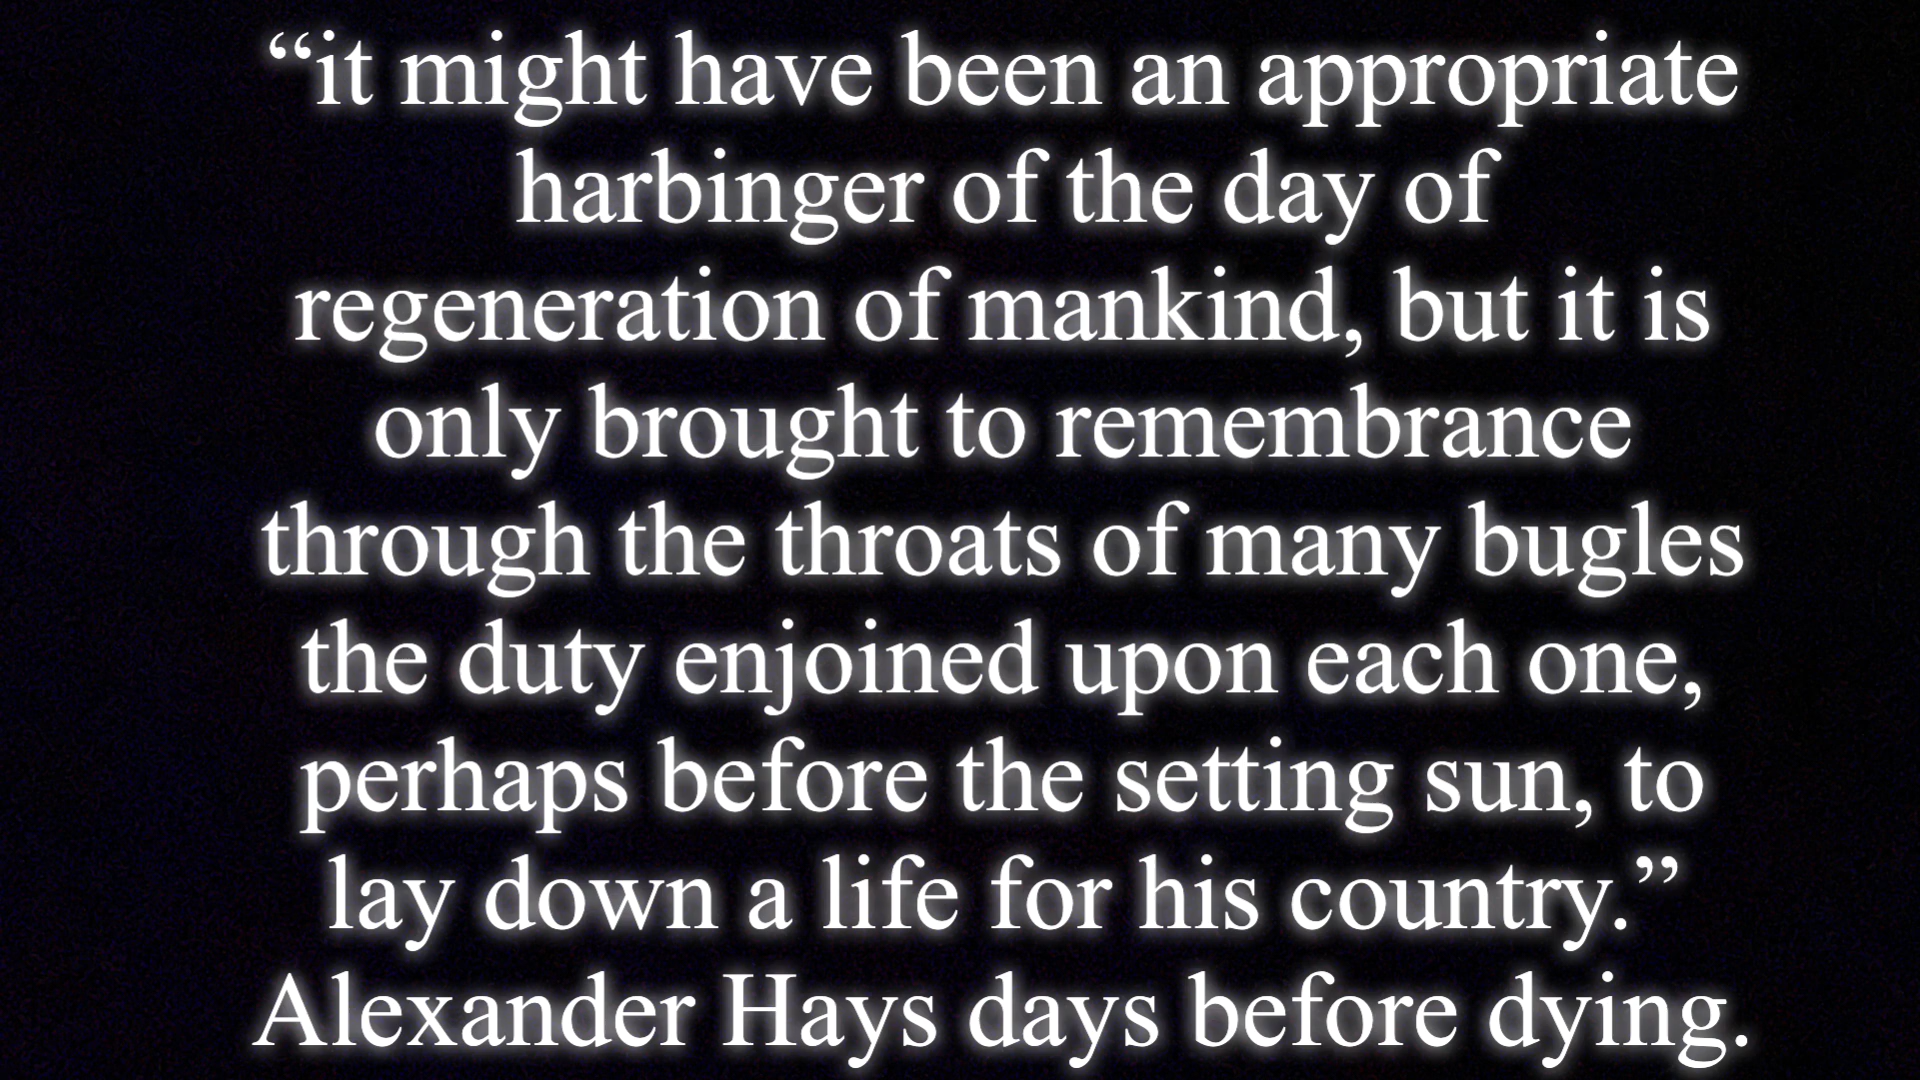 “it might have been an appropriate
harbinger of the day of
regeneration of mankind, but it is
only brought to remembrance
through the throats of many bugles
the duty enjoined upon each one,
perhaps before the setting sun, to
lay down a life for his country.”
Alexander Hays days before dying.